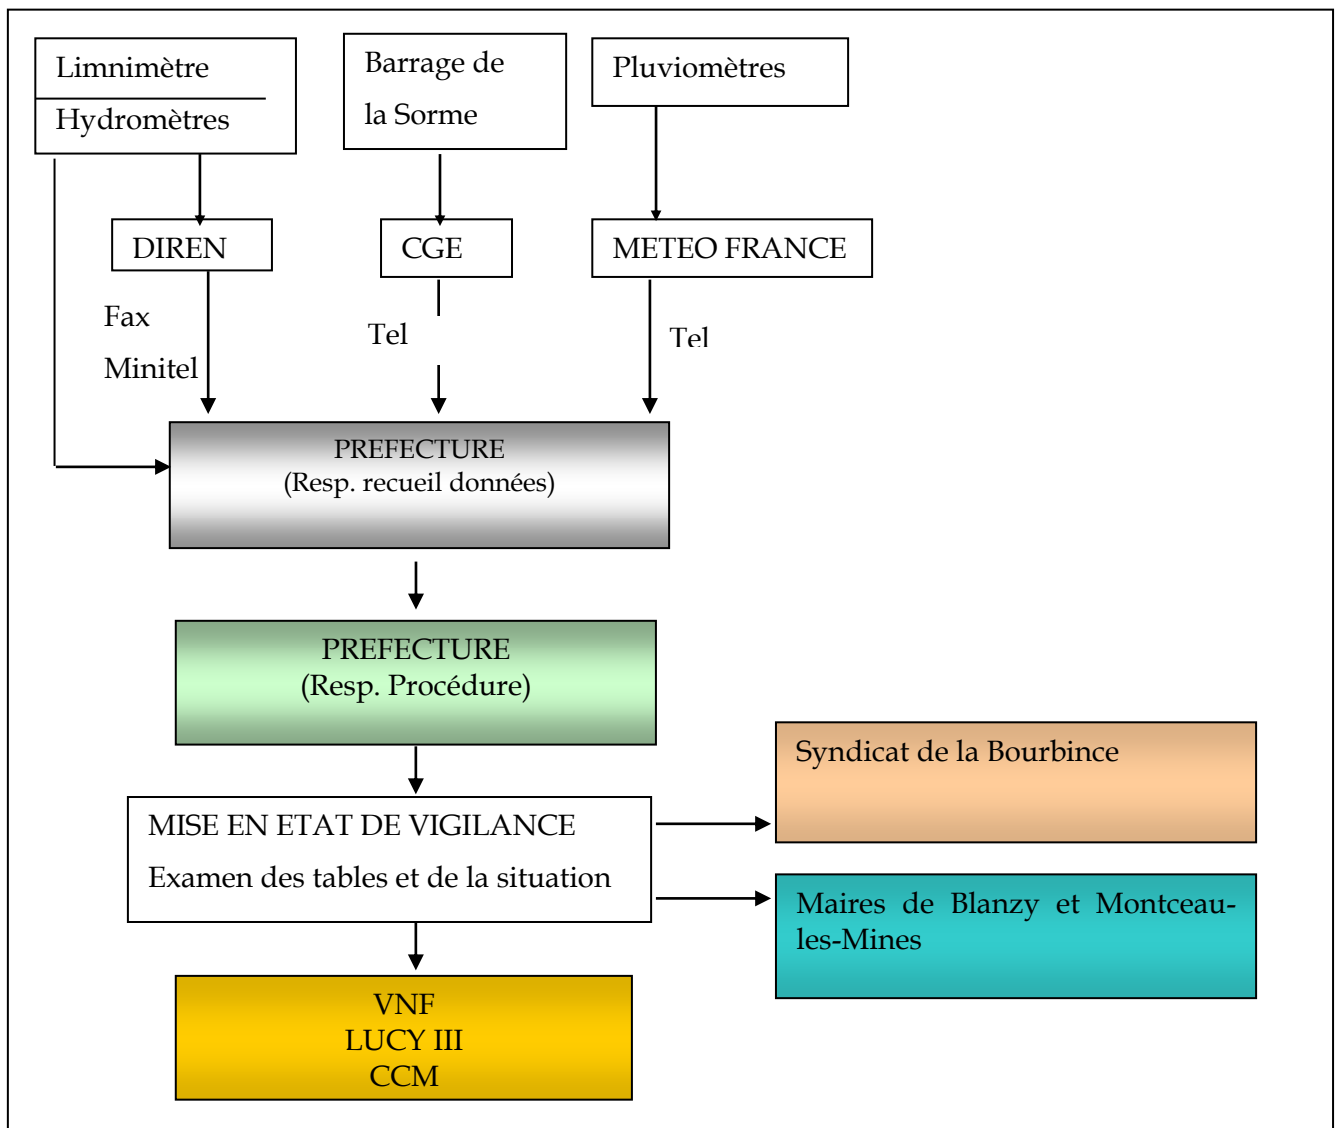 Limnimètre
Hydromètres
Barrage de
la Sorme
Pluviomètres
DIREN
CGE
METEO FRANCE
Fax
Minitel
Tel
Tel
PREFECTURE
(Resp. recueil données)
PREFECTURE
(Resp. Procédure)
MISE EN ETAT DE VIGILANCE
Examen des tables et de la situation
Syndicat de la Bourbince
Maires de Blanzy et Montceau-
les-Mines
VNF
LUCY III
CCM